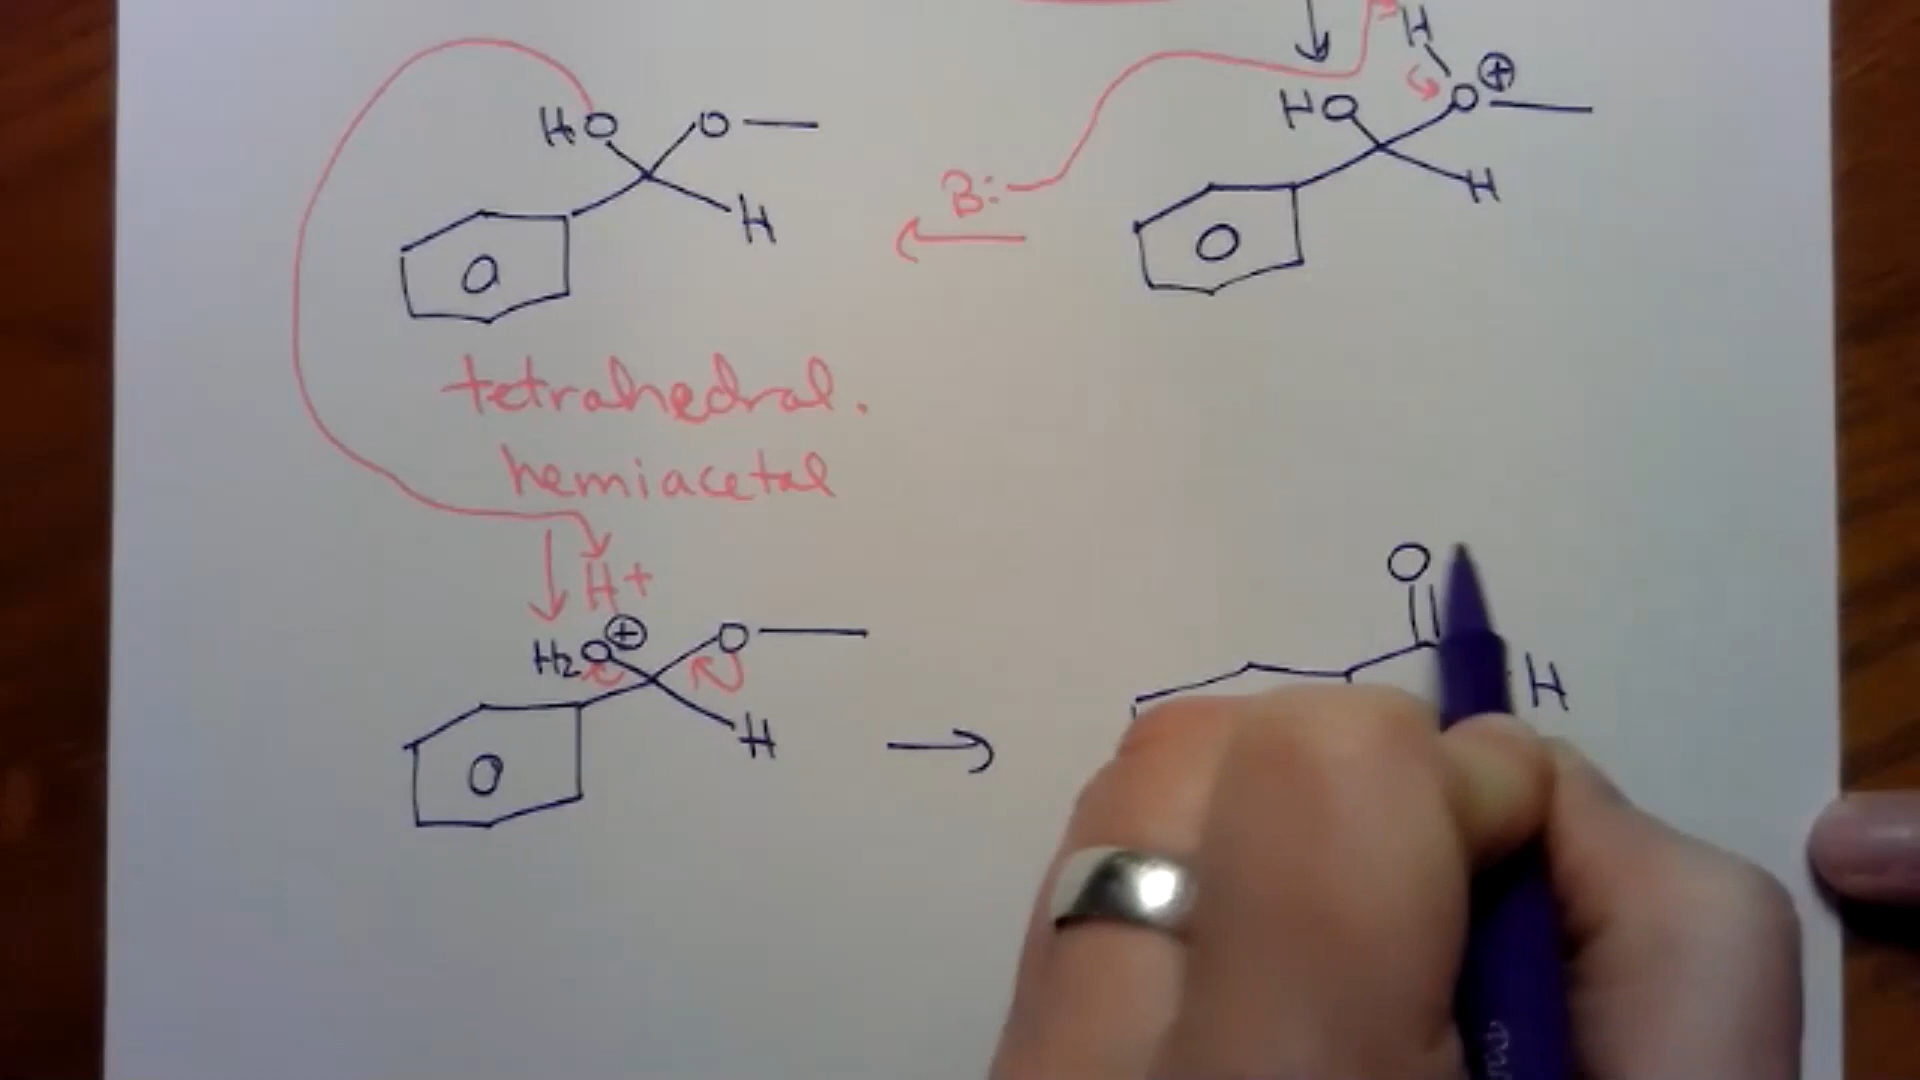 H
HO O
HO O ⊕
H
B:
H
tetrahedral.
hemiacetal
H+
O
H2O ⊕ O
H
H